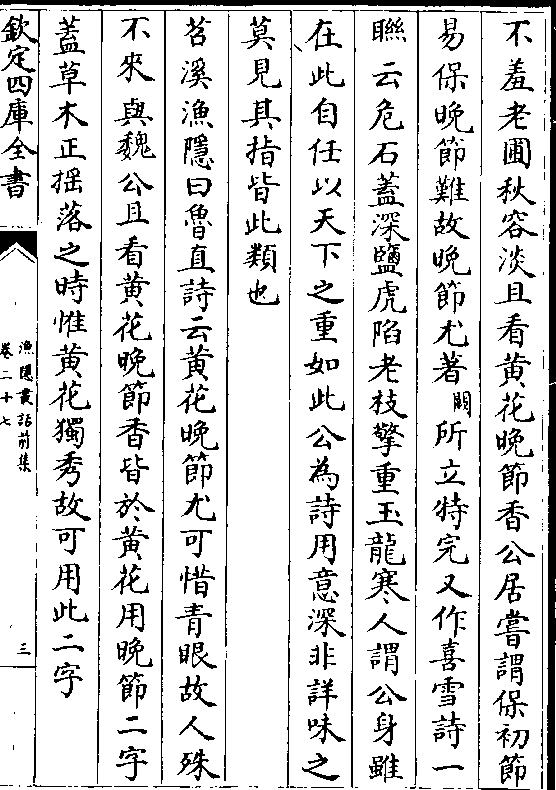 不羞老圃秋容淡且看黄花晚節香公居嘗謂保初節
易保晚節難故晚節尤著闕所立特完又作喜雪詩一
聯云危石蓋深鹽虎陷老枝擎重玉龍寒人謂公身雖
在此自任以天下之重如此公為詩用意深非詳味之
莫見其指皆此類也
苕溪漁隱曰魯直詩云黄花晚節尤可惜青眼故人殊
不來與魏公且看黄花晚節香皆於黄花用晚節二字
蓋草木正揺落之時惟黄花獨秀故可用此二字
欽定四庫全書
漁隱叢話前集
卷二十七
三